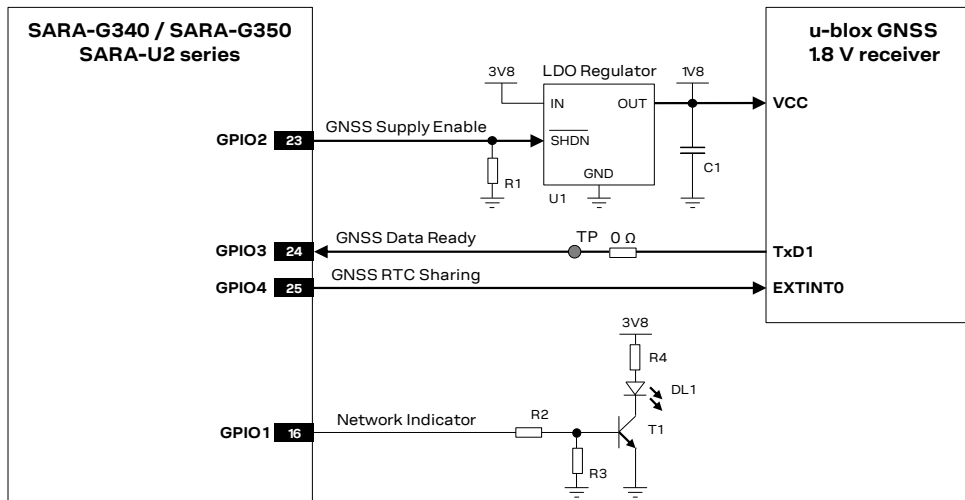 SARA-G340 / SARA-G350
SARA-U2 series
u-blox GNSS
1.8 V receiver
3V8
LDO Regulator
1V8
IN
OUT
VCC
GPIO2
23
GNSS Supply Enable
SHDN
GND
R1
U1
C1
GPIO3
24
GNSS Data Ready
TP
0 Ω
TxD1
GPIO4
25
GNSS RTC Sharing
EXTINT0
3V8
R4
DL1
GPIO1
16
Network Indicator
R2
T1
R3